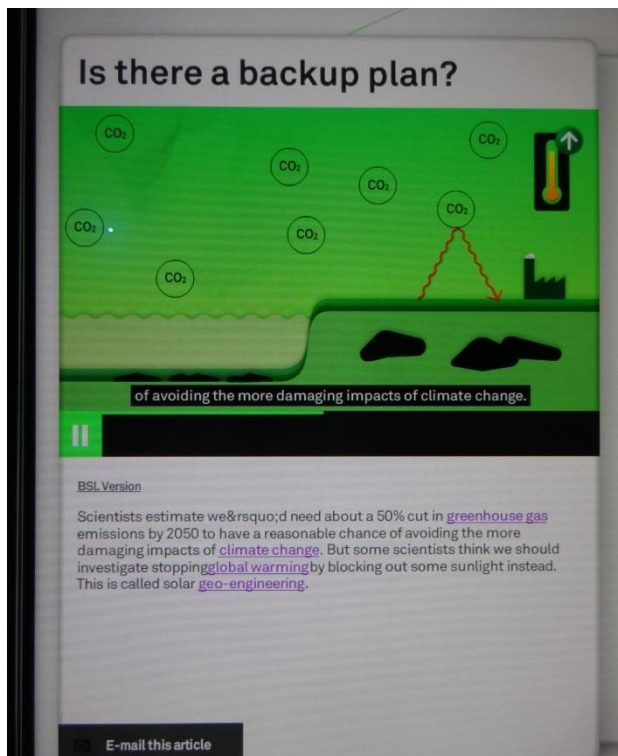 Is there a backup plan?
CO₂
CO₂
CO₂
CO₂
CO₂
CO₂
CO₂
CO₂
of avoiding the more damaging impacts of climate change.
BSL Version
Scientists estimate we&rsquo;d need about a 50% cut in greenhouse gas
emissions by 2050 to have a reasonable chance of avoiding the more
damaging impacts of climate change. But some scientists think we should
investigate stoppingglobal warming by blocking out some sunlight instead.
This is called solar geo-engineering.
E-mail this article